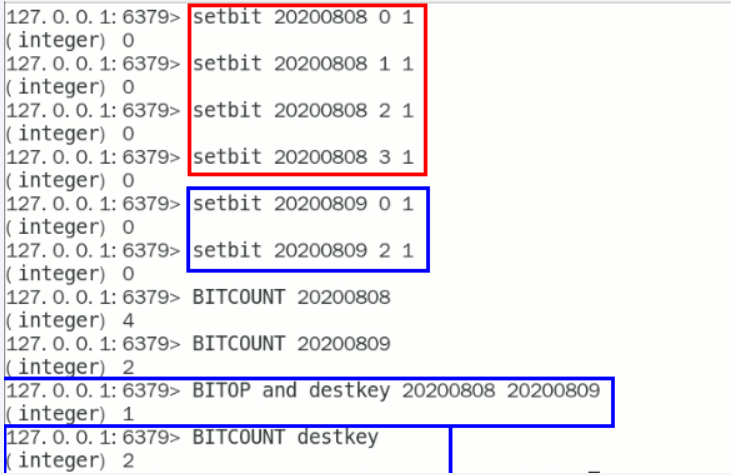 127.0.0.1:6379> setbit 20200808 0 1
(integer) 0
127.0.0.1:6379> setbit 20200808 1 1
(integer) 0
127.0.0.1:6379> setbit 20200808 2 1
(integer) 0
127.0.0.1:6379> setbit 20200808 3 1
(integer) 0
127.0.0.1:6379> setbit 20200809 0 1
(integer) 0
127.0.0.1:6379> setbit 20200809 2 1
(integer) 0
127.0.0.1:6379> BITCOUNT 20200808
(integer) 4
127.0.0.1:6379> BITCOUNT 20200809
(integer) 2
127.0.0.1:6379> BITOP and destkey 20200808 20200809
(integer) 1
127.0.0.1:6379> BITCOUNT destkey
(integer) 2